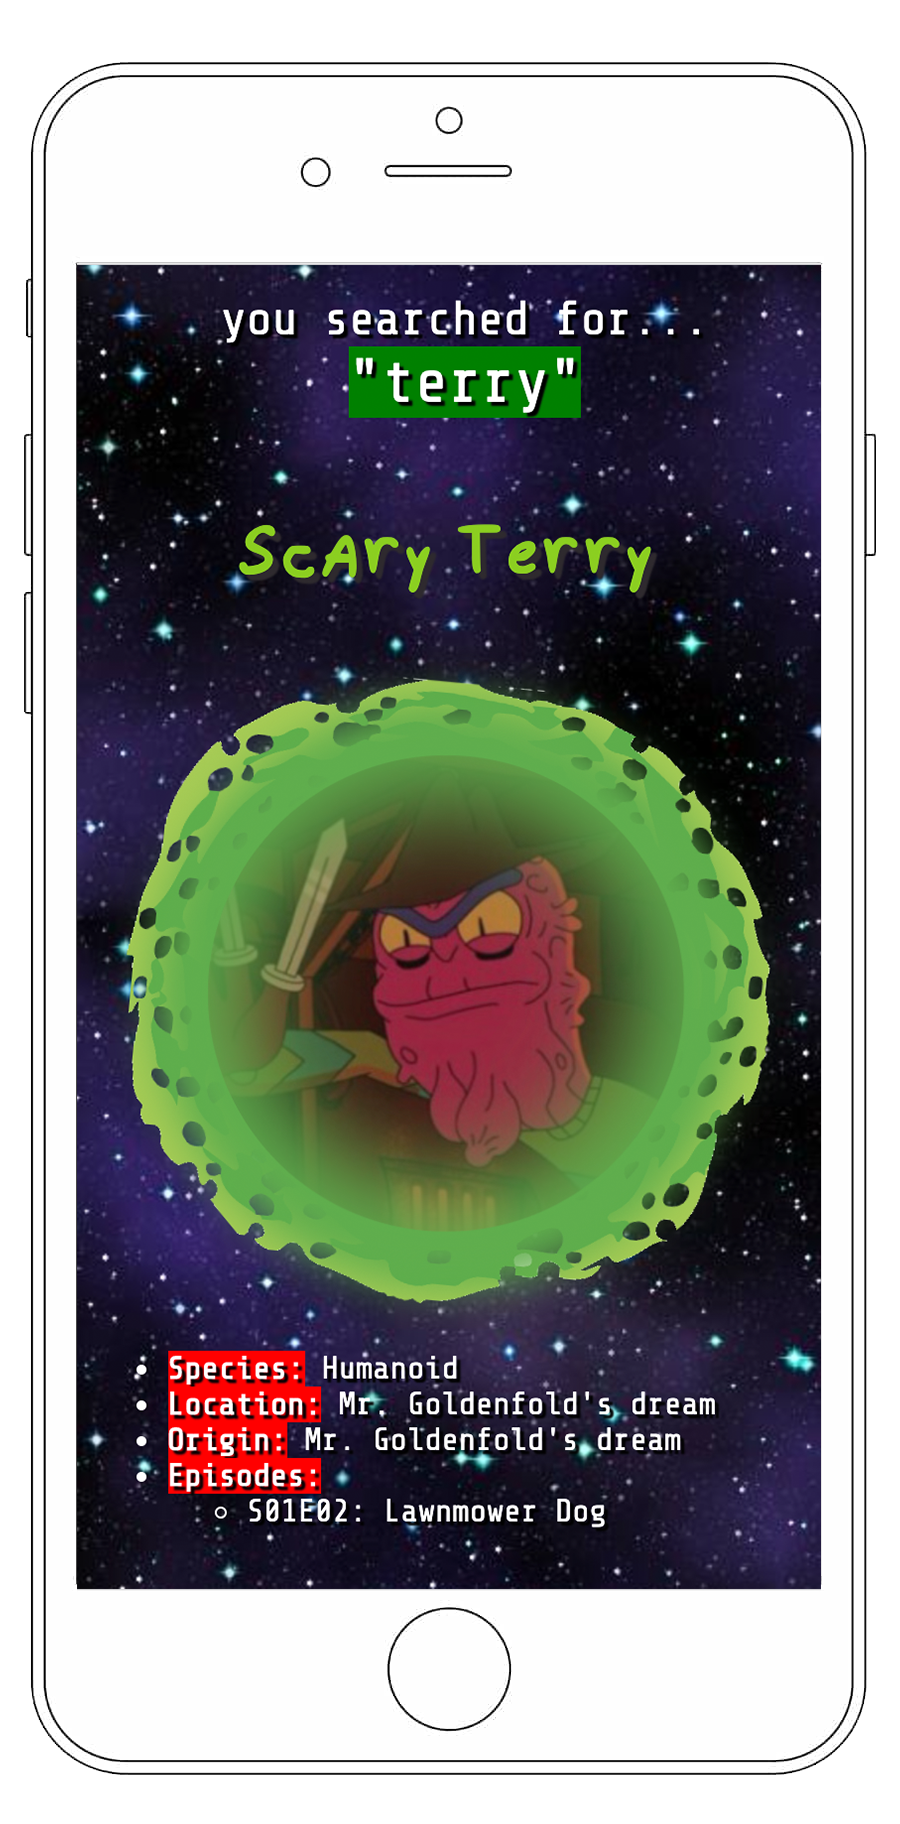 you searched for...
"terry"
Scary Terry
Species: Humanoid
Location: Mr. Goldenfold's dream
Origin: Mr. Goldenfold's dream
Episodes:
S01E02: Lawnmower Dog